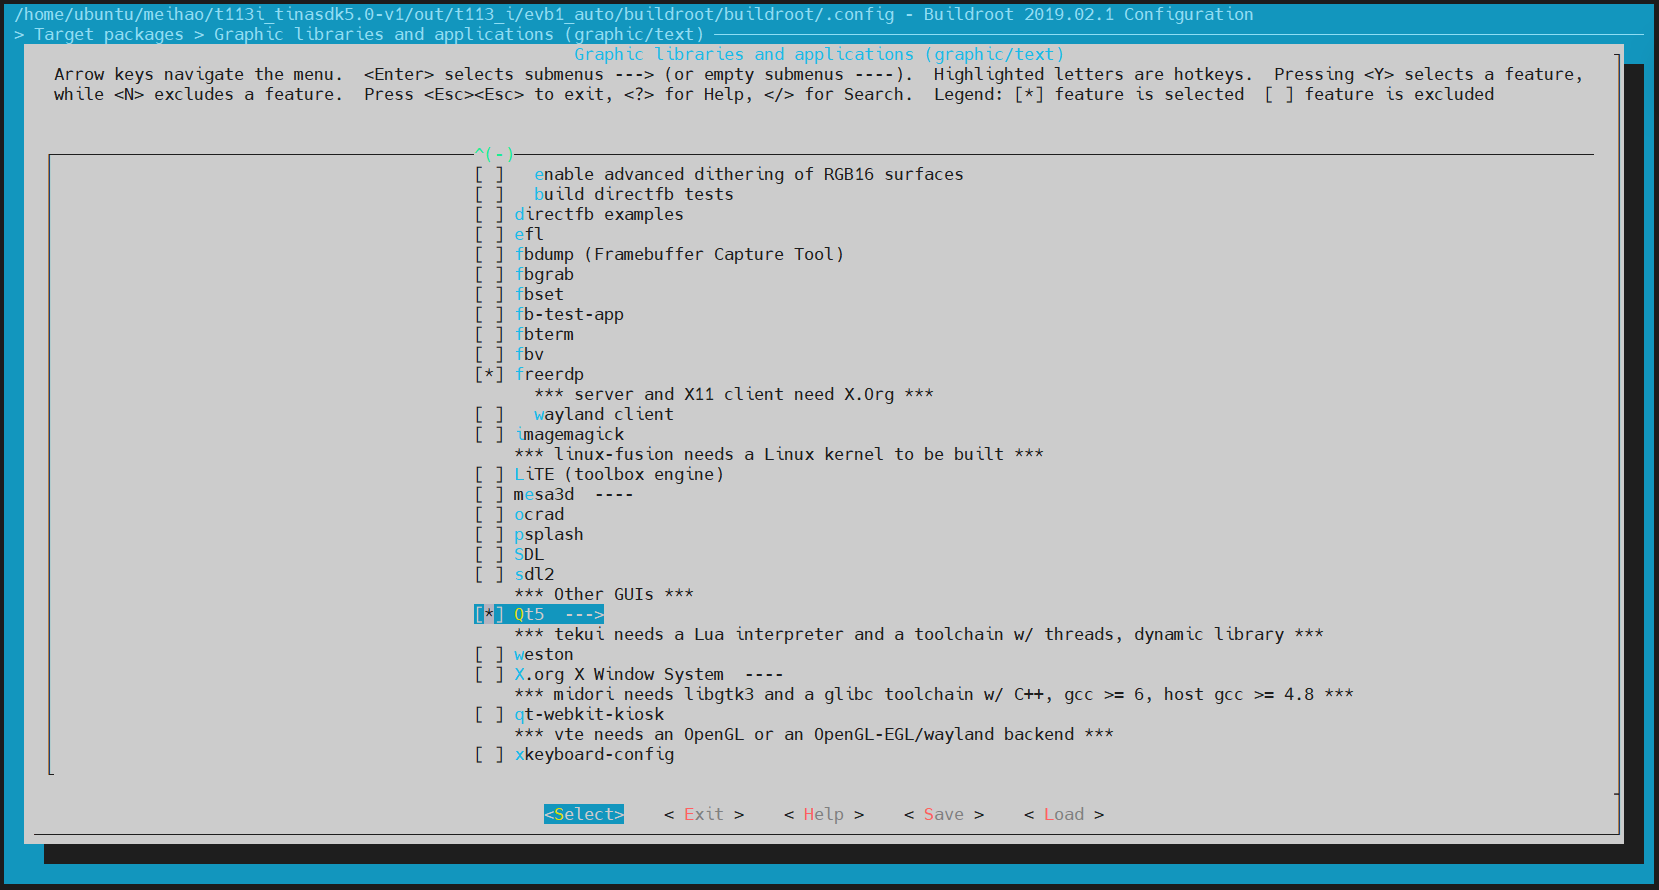 /home/ubuntu/meihao/t113i_tinasdk5.0-v1/out/t113_i/evb1_auto/buildroot/buildroot/.config - Buildroot 2019.02.1 Configuration
> Target packages > Graphic libraries and applications (graphic/text)
Graphic libraries and applications (graphic/text)
Arrow keys navigate the menu.  <Enter> selects submenus ---> (or empty submenus ----).  Highlighted letters are hotkeys.  Pressing <Y> selects a feature,
while <N> excludes a feature.  Press <Esc><Esc> to exit, <?> for Help, </> for Search.  Legend: [*] feature is selected  [ ] feature is excluded
^(-)
[ ]   enable advanced dithering of RGB16 surfaces
[ ]   build directfb tests
[ ] directfb examples
[ ] efl
[ ] fbdump (Framebuffer Capture Tool)
[ ] fbgrab
[ ] fbset
[ ] fb-test-app
[ ] fbterm
[ ] fbv
[*] freerdp
*** server and X11 client need X.Org ***
[ ]   wayland client
[ ] imagemagick
*** linux-fusion needs a Linux kernel to be built ***
[ ] LiTE (toolbox engine)
[ ] mesa3d  ----
[ ] ocrad
[ ] psplash
[ ] SDL
[ ] sdl2
*** Other GUIs ***
[*] Qt5  --->
*** tekui needs a Lua interpreter and a toolchain w/ threads, dynamic library ***
[ ] weston
[ ] X.org X Window System  ----
*** midori needs libgtk3 and a glibc toolchain w/ C++, gcc >= 6, host gcc >= 4.8 ***
[ ] qt-webkit-kiosk
*** vte needs an OpenGL or an OpenGL-EGL/wayland backend ***
[ ] xkeyboard-config
<Select>    < Exit >    < Help >    < Save >    < Load >